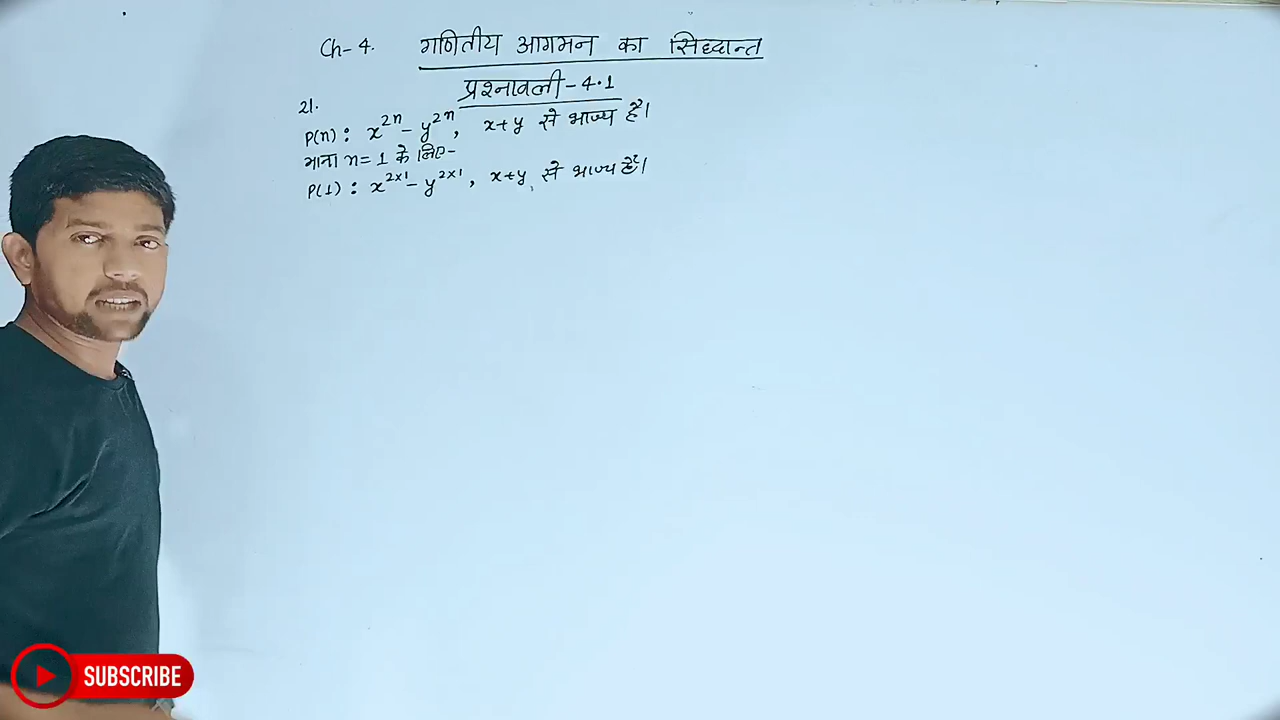 Ch-4. गणितीय आगमन का सिध्दान्त
प्रश्नावली-4.1
21.
P(n): x^2n - y^2n, x+y से भाज्य है।
माना n=1 के लिए-
P(1): x^2×1 - y^2×1, x+y से भाज्य है।
SUBSCRIBE